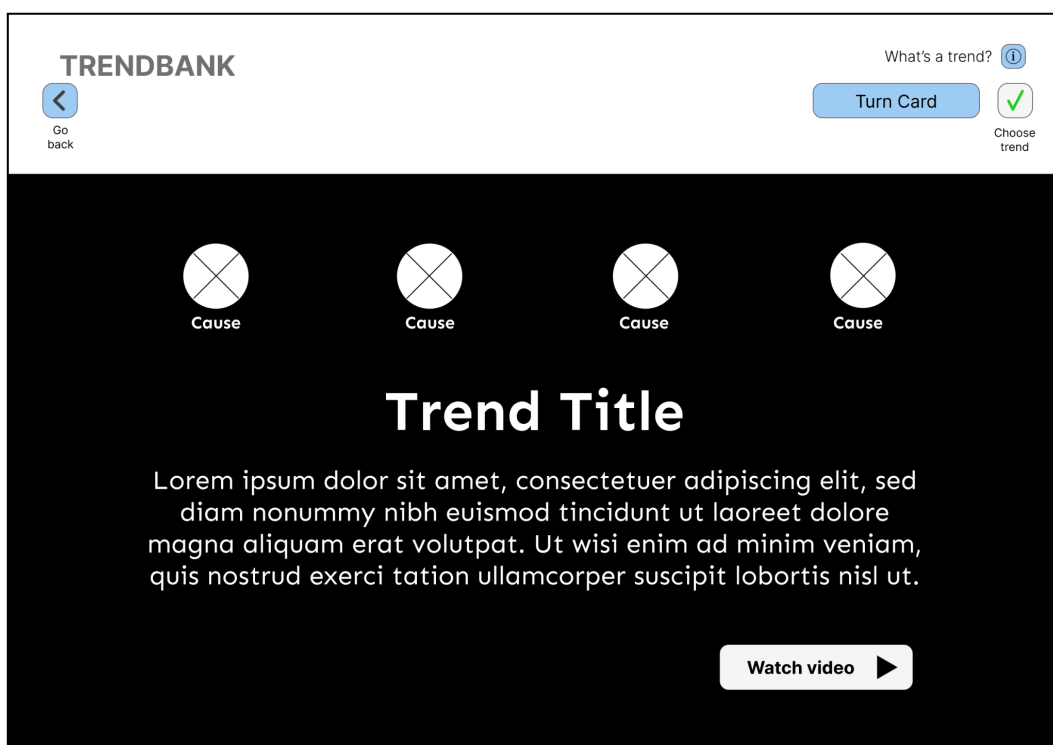 TRENDBANK
What's a trend? i
Go
back
Turn Card
Choose
trend
Cause Cause Cause Cause
Trend Title
Lorem ipsum dolor sit amet, consectetuer adipiscing elit, sed
diam nonummy nibh euismod tincidunt ut laoreet dolore
magna aliquam erat volutpat. Ut wisi enim ad minim veniam,
quis nostrud exerci tation ullamcorper suscipit lobortis nisl ut.
Watch video